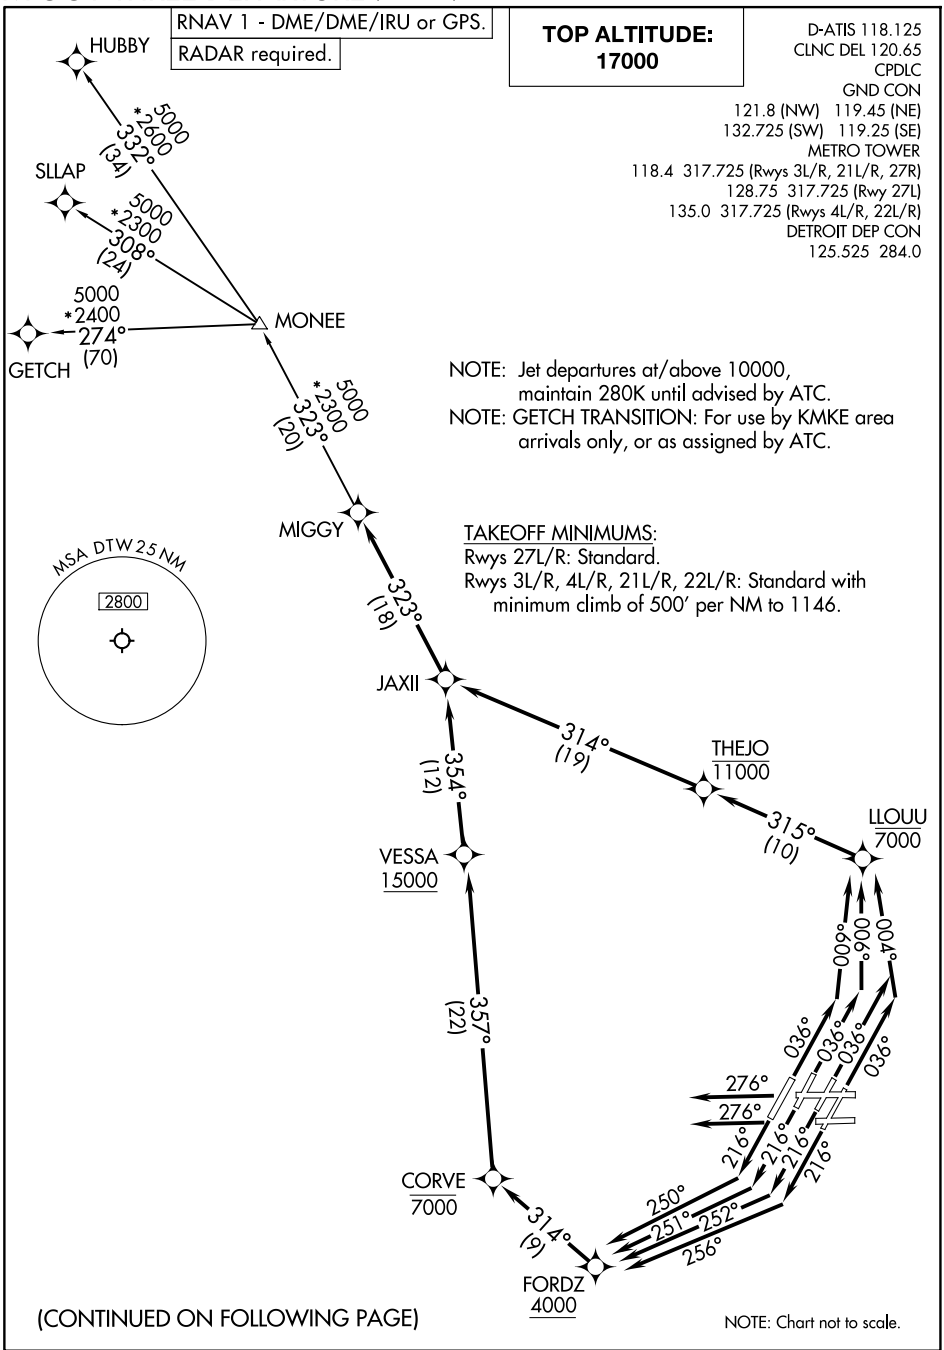 RNAV 1 - DME/DME/IRU or GPS.
RADAR required.
TOP ALTITUDE:
17000
D-ATIS 118.125
CLNC DEL 120.65
CPDLC
GND CON
121.8 (NW) 119.45 (NE)
132.725 (SW) 119.25 (SE)
METRO TOWER
118.4 317.725 (Rwys 3L/R, 21L/R, 27R)
128.75 317.725 (Rwy 27L)
135.0 317.725 (Rwys 4L/R, 22L/R)
DETROIT DEP CON
125.525 284.0
HUBBY
5000
*2600
332°
(34)
SLLAP
5000
*2300
308°
(24)
5000
*2400
274°
(70)
GETCH
MONEE
5000
*2300
323°
(20)
NOTE: Jet departures at/above 10000,
maintain 280K until advised by ATC.
NOTE: GETCH TRANSITION: For use by KMKE area
arrivals only, or as assigned by ATC.
MIGGY
TAKEOFF MINIMUMS:
Rwys 27L/R: Standard.
Rwys 3L/R, 4L/R, 21L/R, 22L/R: Standard with
minimum climb of 500' per NM to 1146.
MSA DTW 25 NM
2800
323°
(18)
JAXII
314°
(19)
THEJO
11000
354°
(12)
315°
(10)
LLOUU
7000
VESSA
15000
009°
006°
004°
357°
(22)
036°
036°
036°
036°
276°
276°
216°
216°
216°
216°
CORVE
7000
250°
251°
252°
256°
314°
(9)
FORDZ
4000
(CONTINUED ON FOLLOWING PAGE)
NOTE: Chart not to scale.